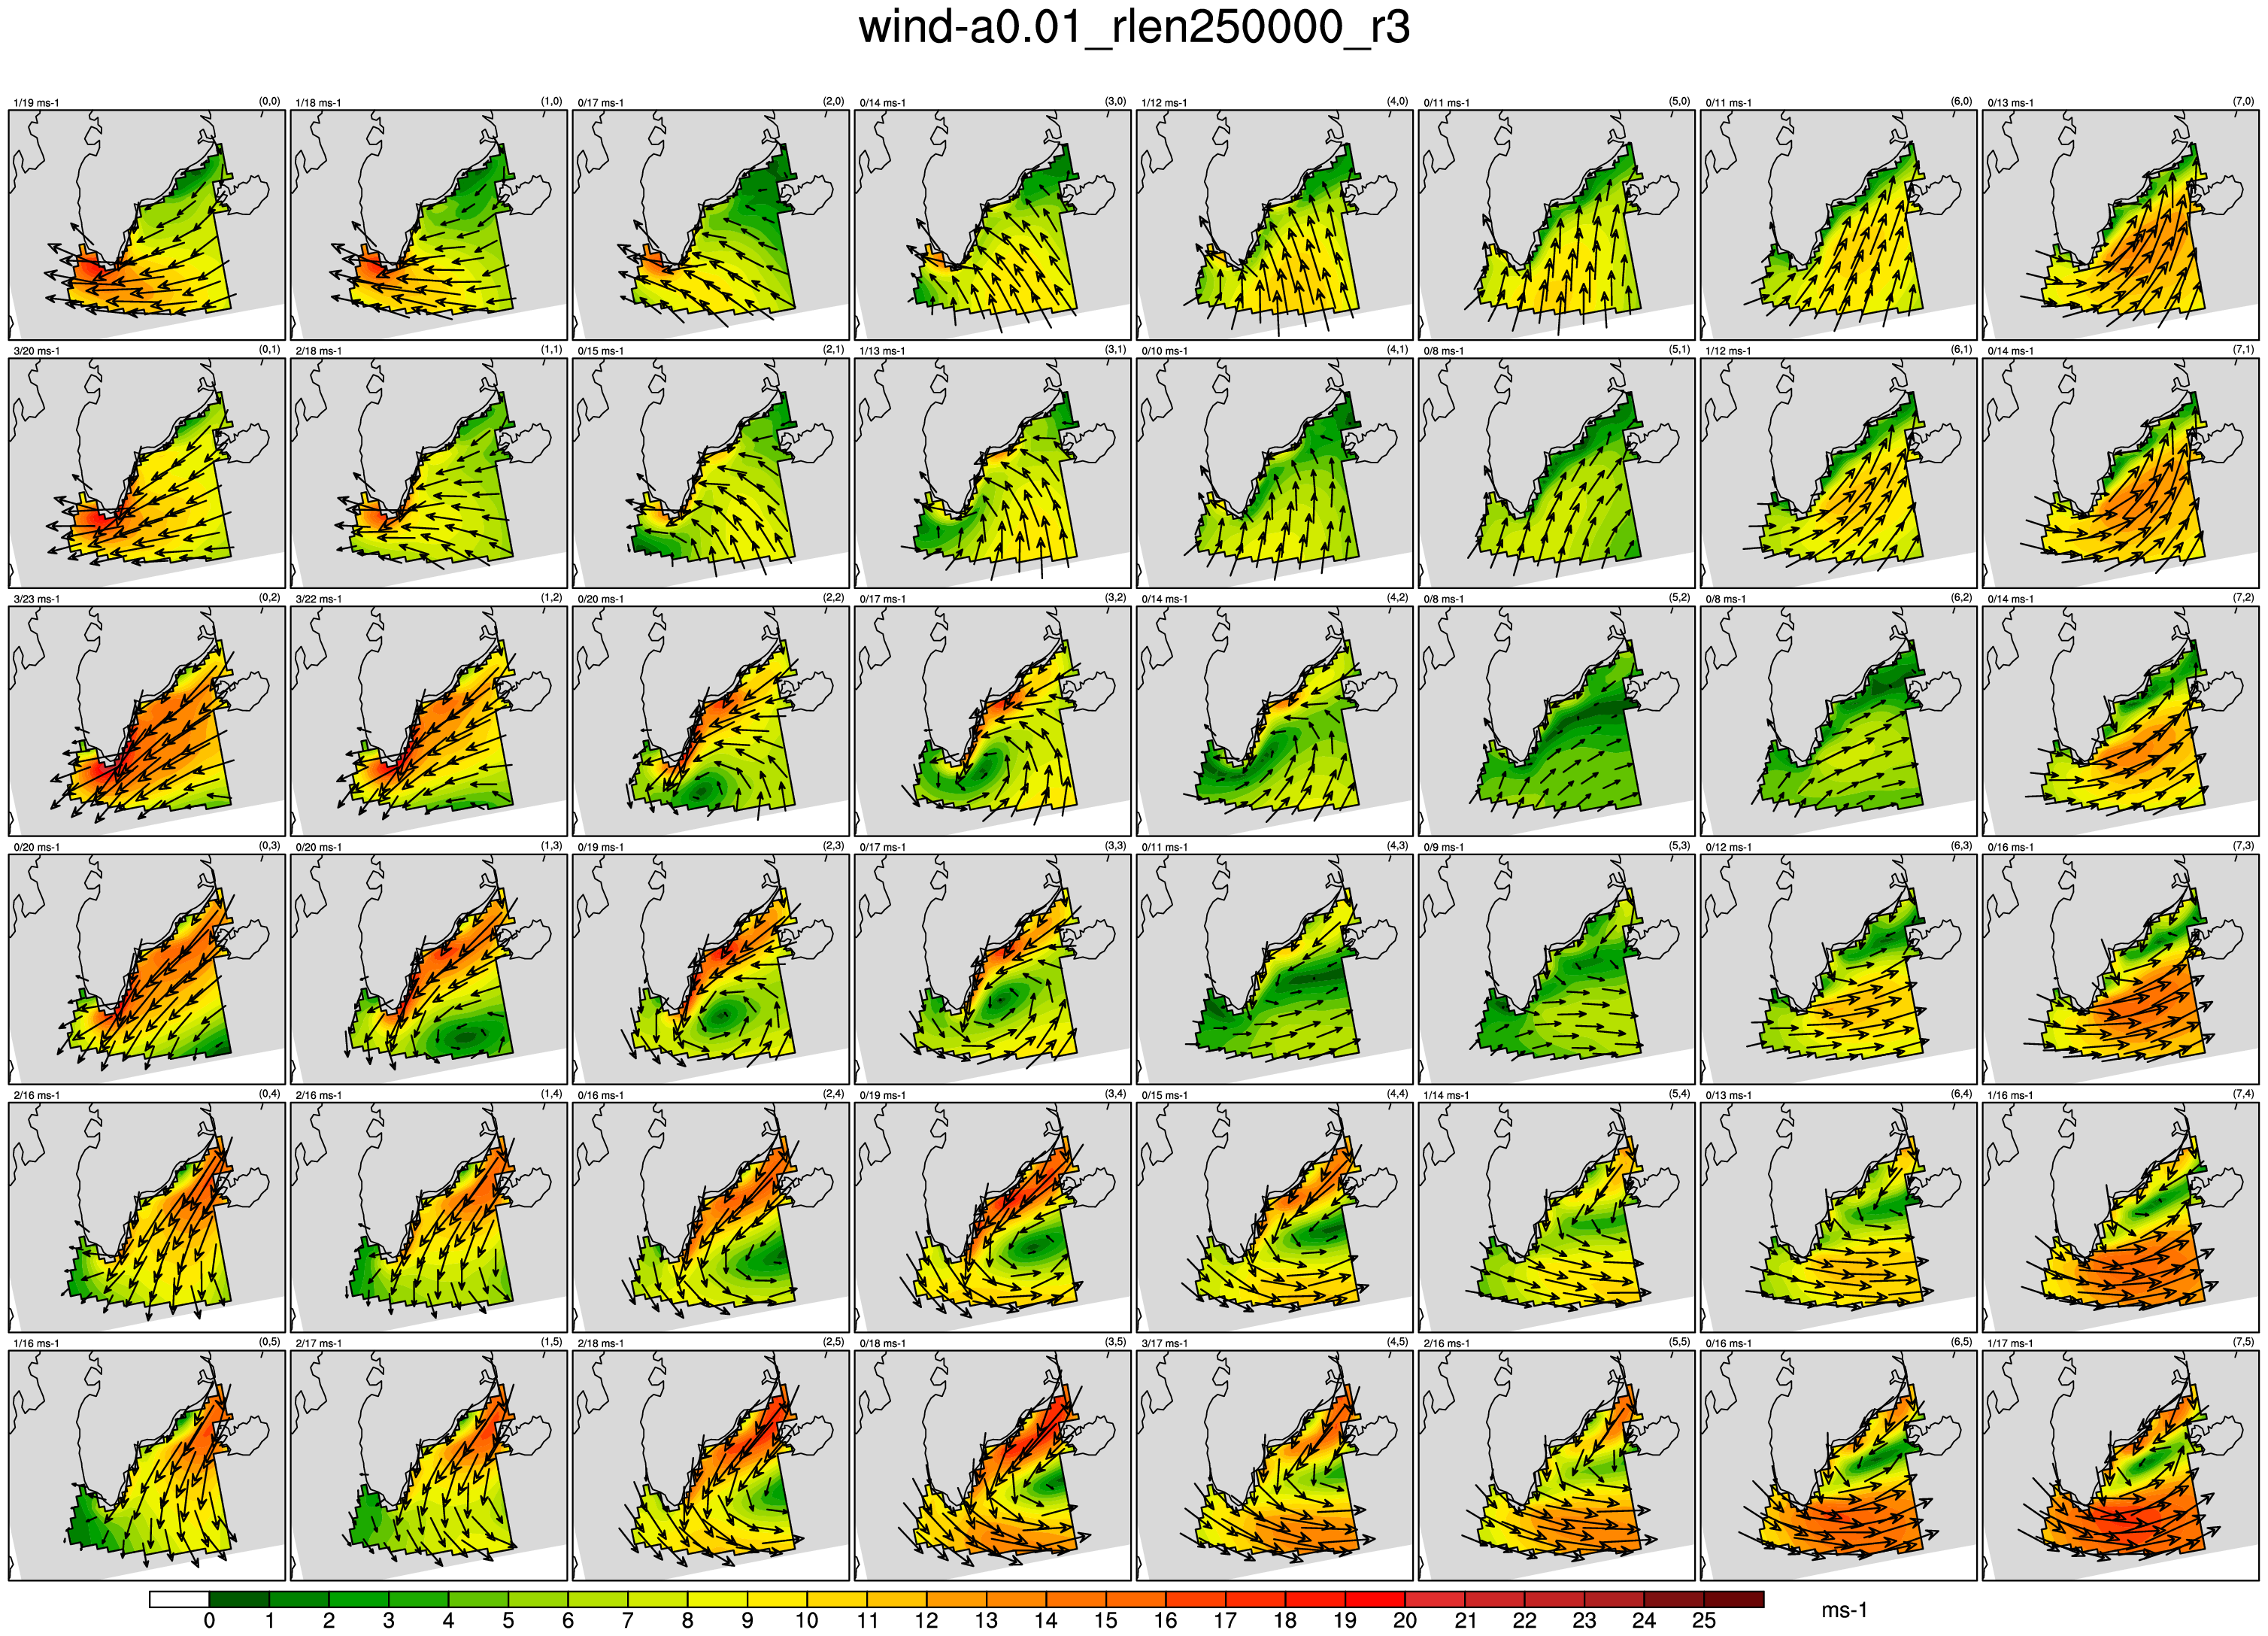 wind-a0.01_rlen250000_r3
1/19 ms-1 (0,0) 1/18 ms-1 (1,0) 0/17 ms-1 (2,0) 0/14 ms-1 (3,0) 1/12 ms-1 (4,0) 0/11 ms-1 (5,0) 0/11 ms-1 (6,0) 0/13 ms-1 (7,0)
3/20 ms-1 (0,1) 2/18 ms-1 (1,1) 0/15 ms-1 (2,1) 1/13 ms-1 (3,1) 0/10 ms-1 (4,1) 0/8 ms-1 (5,1) 1/12 ms-1 (6,1) 0/14 ms-1 (7,1)
3/23 ms-1 (0,2) 3/22 ms-1 (1,2) 0/20 ms-1 (2,2) 0/17 ms-1 (3,2) 0/14 ms-1 (4,2) 0/8 ms-1 (5,2) 0/8 ms-1 (6,2) 0/14 ms-1 (7,2)
0/20 ms-1 (0,3) 0/20 ms-1 (1,3) 0/19 ms-1 (2,3) 0/17 ms-1 (3,3) 0/11 ms-1 (4,3) 0/9 ms-1 (5,3) 0/12 ms-1 (6,3) 0/16 ms-1 (7,3)
2/16 ms-1 (0,4) 2/16 ms-1 (1,4) 0/16 ms-1 (2,4) 0/19 ms-1 (3,4) 0/15 ms-1 (4,4) 1/14 ms-1 (5,4) 0/13 ms-1 (6,4) 1/16 ms-1 (7,4)
1/16 ms-1 (0,5) 2/17 ms-1 (1,5) 2/18 ms-1 (2,5) 0/18 ms-1 (3,5) 3/17 ms-1 (4,5) 2/16 ms-1 (5,5) 0/16 ms-1 (6,5) 1/17 ms-1 (7,5)
0 1 2 3 4 5 6 7 8 9 10 11 12 13 14 15 16 17 18 19 20 21 22 23 24 25 ms-1